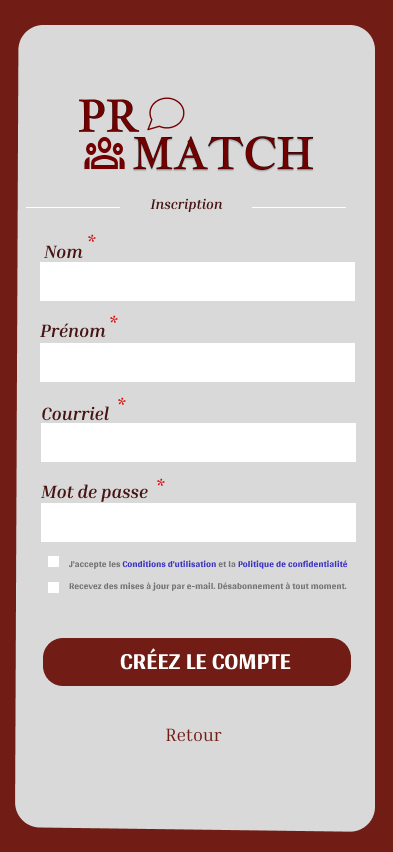 PR
MATCH
Inscription
Nom *
Prénom *
Courriel *
Mot de passe *
J'accepte les Conditions d'utilisation et la Politique de confidentialité
Recevez des mises à jour par e-mail. Désabonnement à tout moment.
CRÉEZ LE COMPTE
Retour